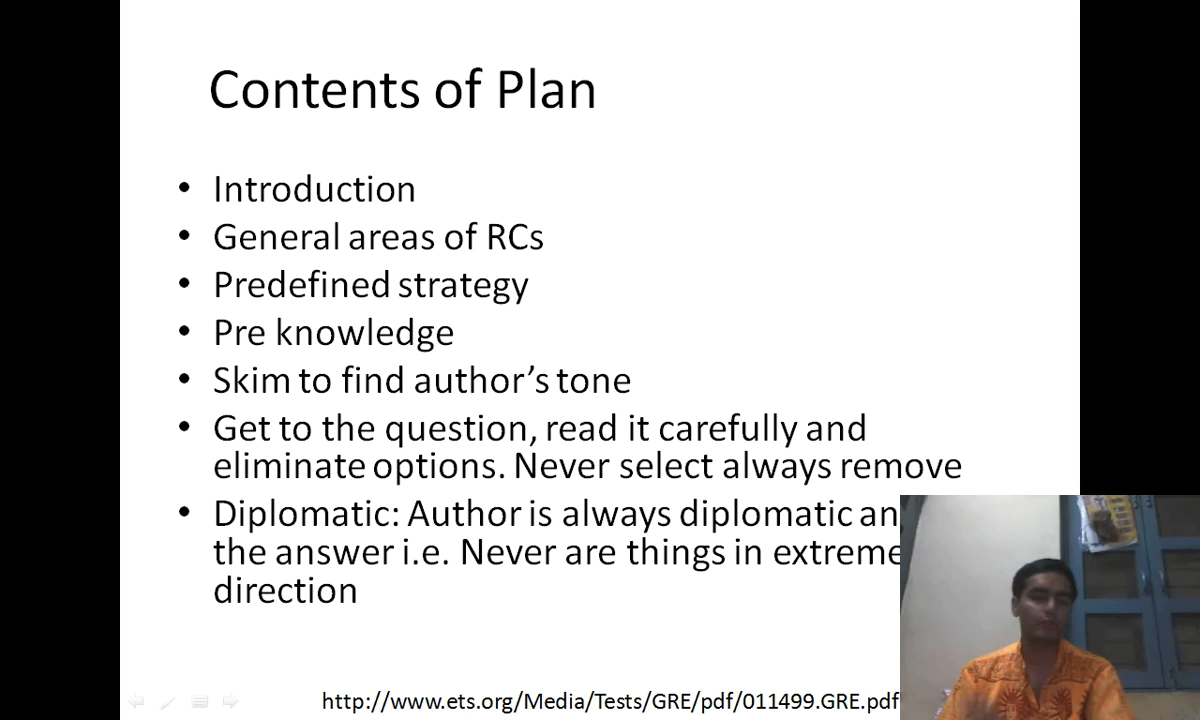 Contents of Plan
• Introduction
• General areas of RCs
• Predefined strategy
• Pre knowledge
• Skim to find author’s tone
• Get to the question, read it carefully and
eliminate options. Never select always remove
• Diplomatic: Author is always diplomatic an
the answer i.e. Never are things in extreme
direction
http://www.ets.org/Media/Tests/GRE/pdf/011499.GRE.pdf